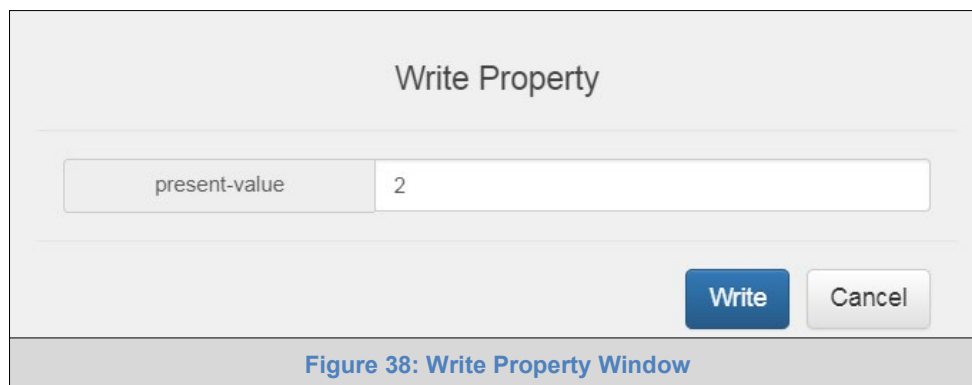 Write Property
present-value 2
Write Cancel
Figure 38: Write Property Window